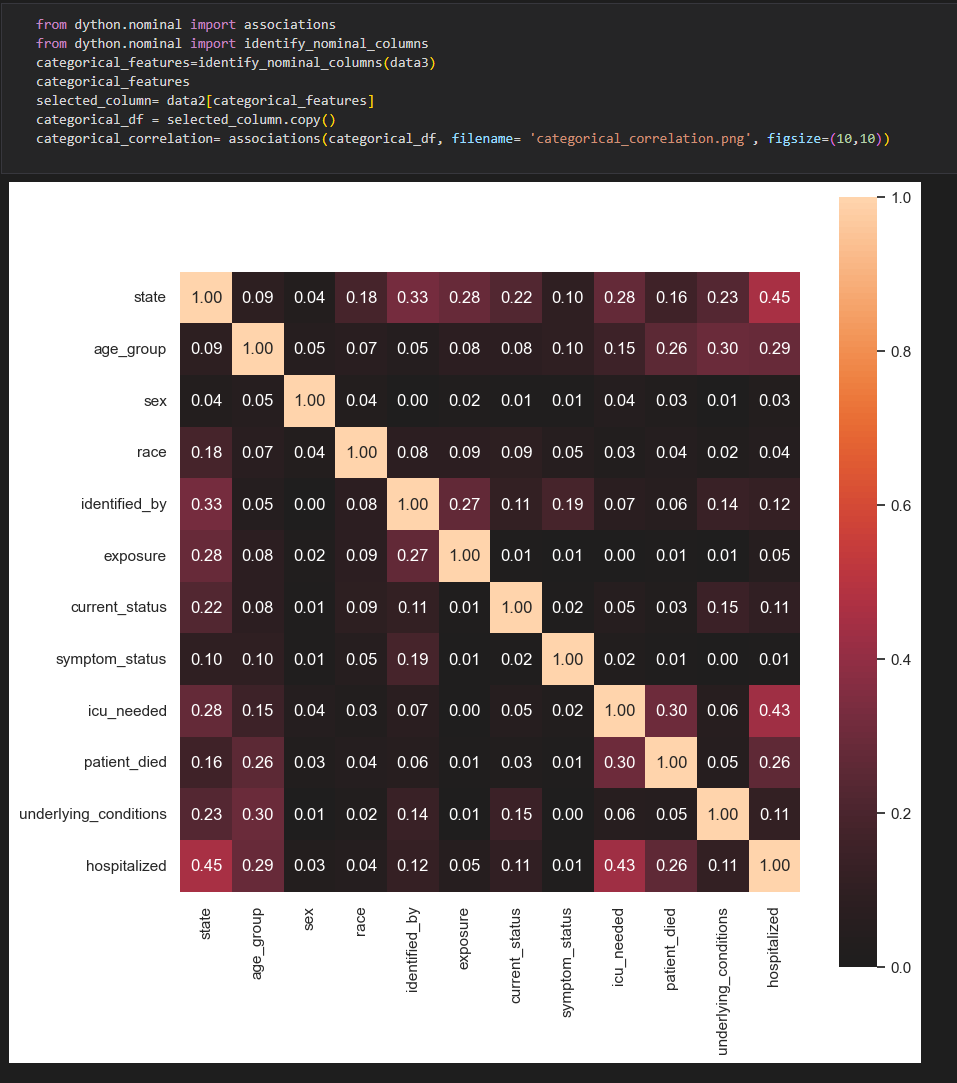 from dython.nominal import associations
from dython.nominal import identify_nominal_columns
categorical_features=identify_nominal_columns(data3)
categorical_features
selected_column= data2[categorical_features]
categorical_df = selected_column.copy()
categorical_correlation= associations(categorical_df, filename= 'categorical_correlation.png', figsize=(10,10))
1.0
state 1.00 0.09 0.04 0.18 0.33 0.28 0.22 0.10 0.28 0.16 0.23 0.45
age_group 0.09 1.00 0.05 0.07 0.05 0.08 0.08 0.10 0.15 0.26 0.30 0.29
0.8
sex 0.04 0.05 1.00 0.04 0.00 0.02 0.01 0.01 0.04 0.03 0.01 0.03
race 0.18 0.07 0.04 1.00 0.08 0.09 0.09 0.05 0.03 0.04 0.02 0.04
identified_by 0.33 0.05 0.00 0.08 1.00 0.27 0.11 0.19 0.07 0.06 0.14 0.12
0.6
exposure 0.28 0.08 0.02 0.09 0.27 1.00 0.01 0.01 0.00 0.01 0.01 0.05
current_status 0.22 0.08 0.01 0.09 0.11 0.01 1.00 0.02 0.05 0.03 0.15 0.11
symptom_status 0.10 0.10 0.01 0.05 0.19 0.01 0.02 1.00 0.02 0.01 0.00 0.01
0.4
icu_needed 0.28 0.15 0.04 0.03 0.07 0.00 0.05 0.02 1.00 0.30 0.06 0.43
patient_died 0.16 0.26 0.03 0.04 0.06 0.01 0.03 0.01 0.30 1.00 0.05 0.26
underlying_conditions 0.23 0.30 0.01 0.02 0.14 0.01 0.15 0.00 0.06 0.05 1.00 0.11
0.2
hospitalized 0.45 0.29 0.03 0.04 0.12 0.05 0.11 0.01 0.43 0.26 0.11 1.00
0.0
state
age_group
sex
race
identified_by
exposure
current_status
symptom_status
icu_needed
patient_died
underlying_conditions
hospitalized